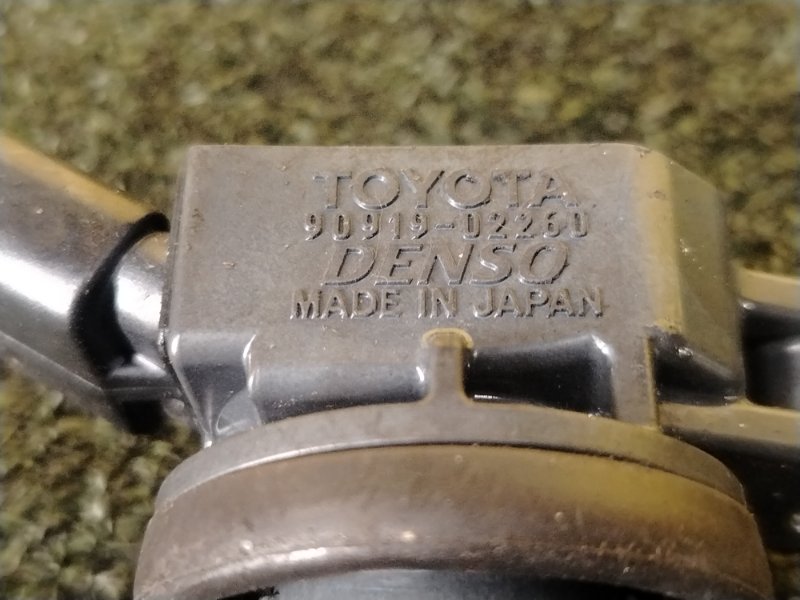 TOYOTA
90919-02260
DENSO
MADE IN JAPAN